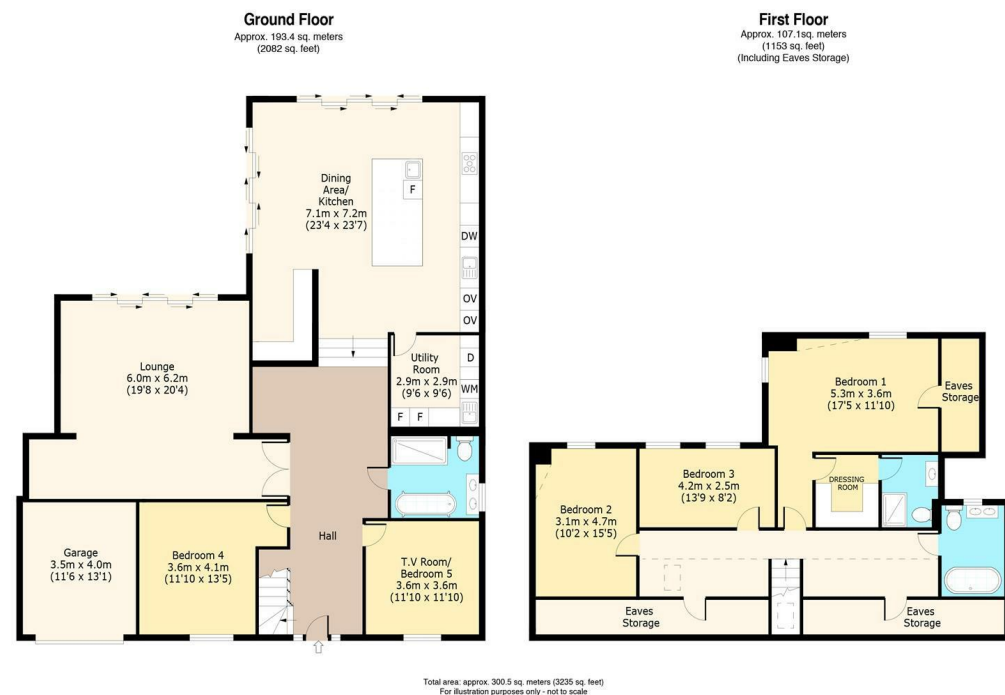 Ground Floor
Approx. 193.4 sq. meters
(2082 sq. feet)
First Floor
Approx. 107.1sq. meters
(1153 sq. feet)
(Including Eaves Storage)
Dining
Area/
Kitchen
7.1m x 7.2m
(23'4 x 23'7)
F
DW
OV
OV
Lounge
6.0m x 6.2m
(19'8 x 20'4)
Utility
Room
2.9m x 2.9m
(9'6 x 9'6)
D
WM
F
F
Hall
Garage
3.5m x 4.0m
(11'6 x 13'1)
Bedroom 4
3.6m x 4.1m
(11'10 x 13'5)
T.V Room/
Bedroom 5
3.6m x 3.6m
(11'10 x 11'10)
Bedroom 1
5.3m x 3.6m
(17'5 x 11'10)
Eaves
Storage
Bedroom 2
3.1m x 4.7m
(10'2 x 15'5)
Bedroom 3
4.2m x 2.5m
(13'9 x 8'2)
DRESSING
ROOM
Eaves
Storage
Eaves
Storage
Total area: approx. 300.5 sq. meters (3235 sq. feet)
For illustration purposes only - not to scale